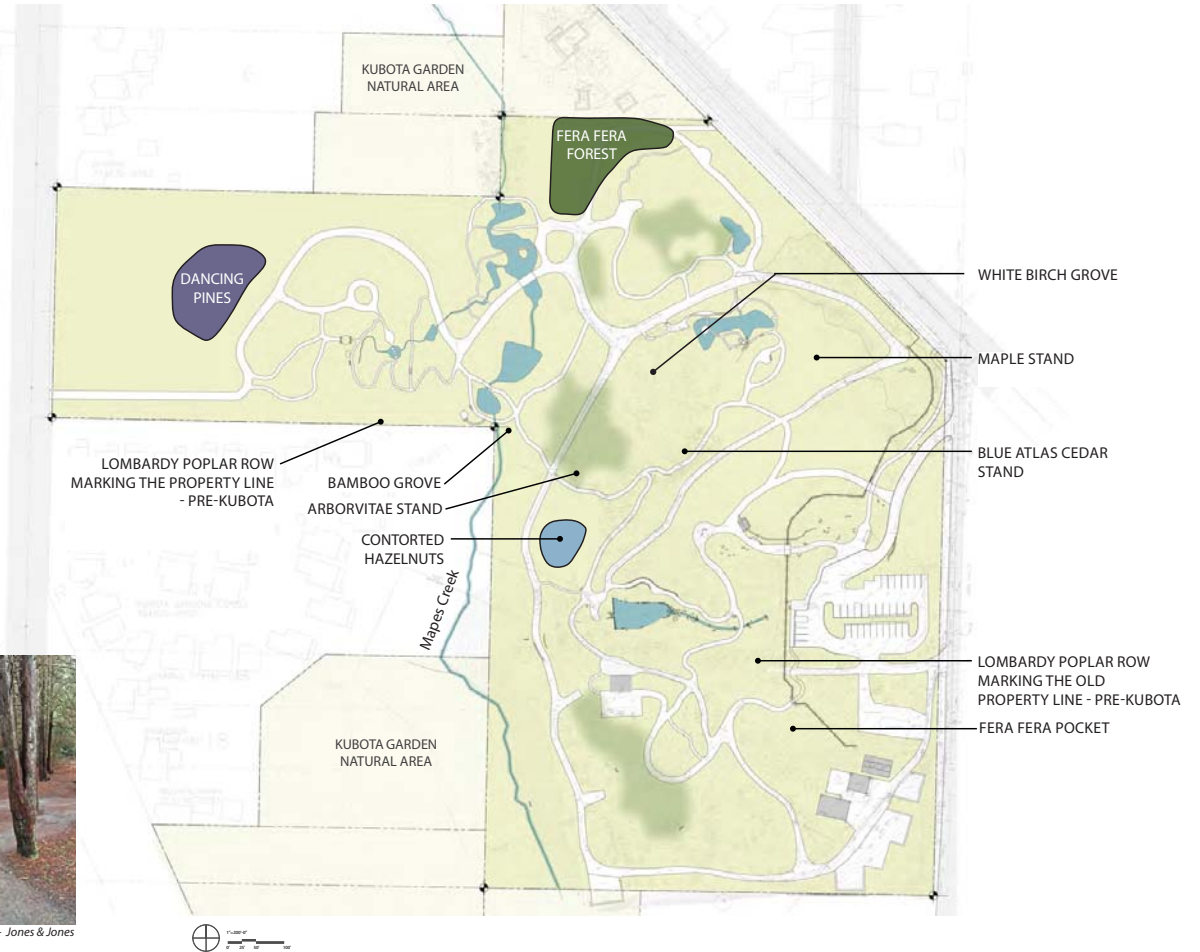 KUBOTA GARDEN
NATURAL AREA
FERA FERA
FOREST
DANCING
PINES
WHITE BIRCH GROVE
MAPLE STAND
BLUE ATLAS CEDAR
STAND
LOMBARDY POPLAR ROW
MARKING THE PROPERTY LINE
- PRE-KUBOTA
BAMBOO GROVE
ARBORVITAE STAND
CONTORTED
HAZELNUTS
Mapes Creek
LOMBARDY POPLAR ROW
MARKING THE OLD
PROPERTY LINE - PRE-KUBOTA
FERA FERA POCKET
KUBOTA GARDEN
NATURAL AREA
- Jones & Jones